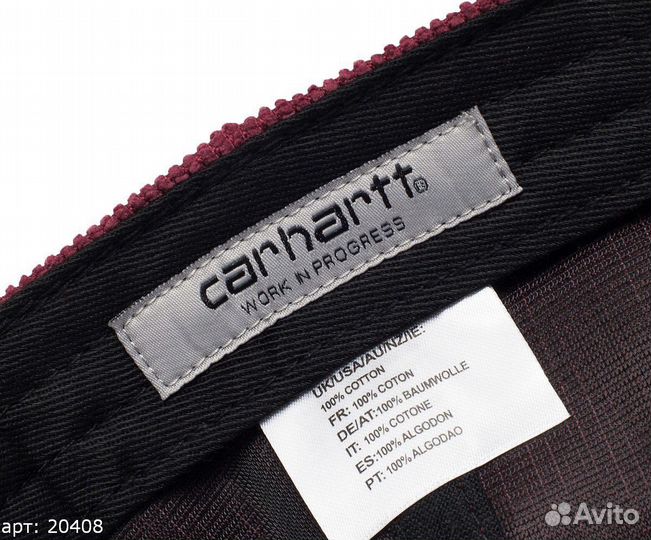 carhartt®
WORK IN PROGRESS
UK/USA/AU/NZ/IE:
100% COTTON
FR: 100% COTON
DE/AT: 100% BAUMWOLLE
IT: 100% COTONE
ES: 100% ALGODON
PT: 100% ALGODAO
арт: 20408
Avito